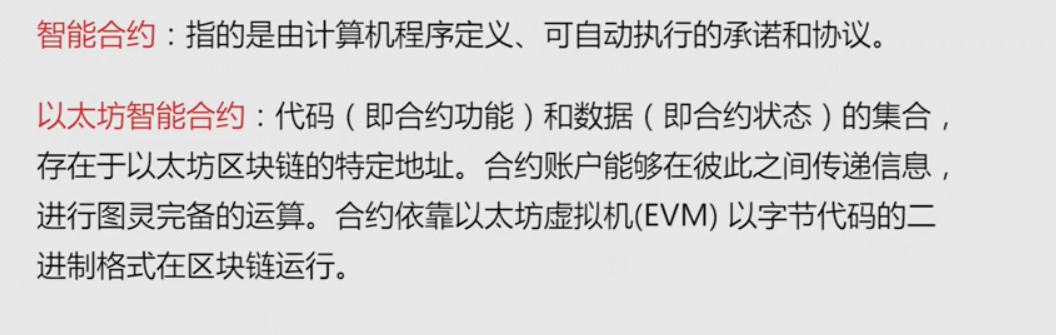 智能合约：指的是由计算机程序定义、可自动执行的承诺和协议。
以太坊智能合约：代码（即合约功能）和数据（即合约状态）的集合，
存在于以太坊区块链的特定地址。合约账户能够在彼此之间传递信息，
进行图灵完备的运算。合约依靠以太坊虚拟机(EVM) 以字节代码的二
进制格式在区块链运行。